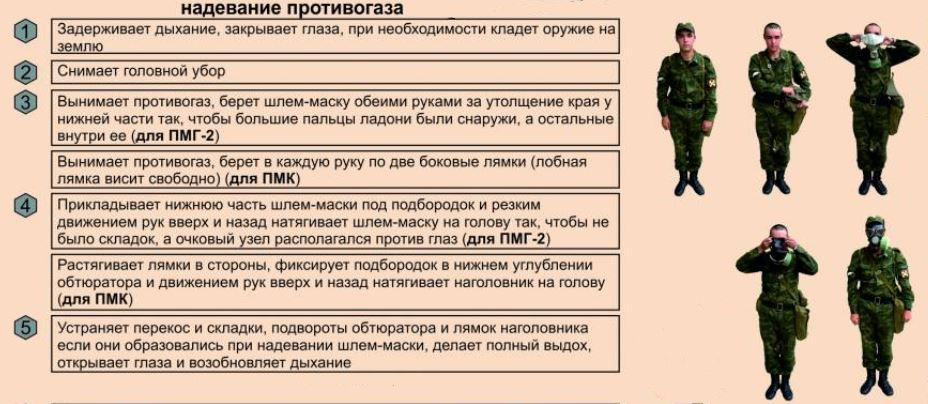 надевание противогаза
1
Задерживает дыхание, закрывает глаза, при необходимости кладет оружие на
землю
2
Снимает головной убор
3
Вынимает противогаз, берет шлем-маску обеими руками за утолщение края у
нижней части так, чтобы большие пальцы ладони были снаружи, а остальные
внутри ее (для ПМГ-2)
Вынимает противогаз, берет в каждую руку по две боковые лямки (лобная
лямка висит свободно) (для ПМК)
4
Прикладывает нижнюю часть шлем-маски под подбородок и резким
движением рук вверх и назад натягивает шлем-маску на голову так, чтобы не
было складок, а очковый узел располагался против глаз (для ПМГ-2)
Растягивает лямки в стороны, фиксирует подбородок в нижнем углублении
обтюратора и движением рук вверх и назад натягивает наголовник на голову
(для ПМК)
5
Устраняет перекос и складки, подвороты обтюратора и лямок наголовника
если они образовались при надевании шлем-маски, делает полный выдох,
открывает глаза и возобновляет дыхание